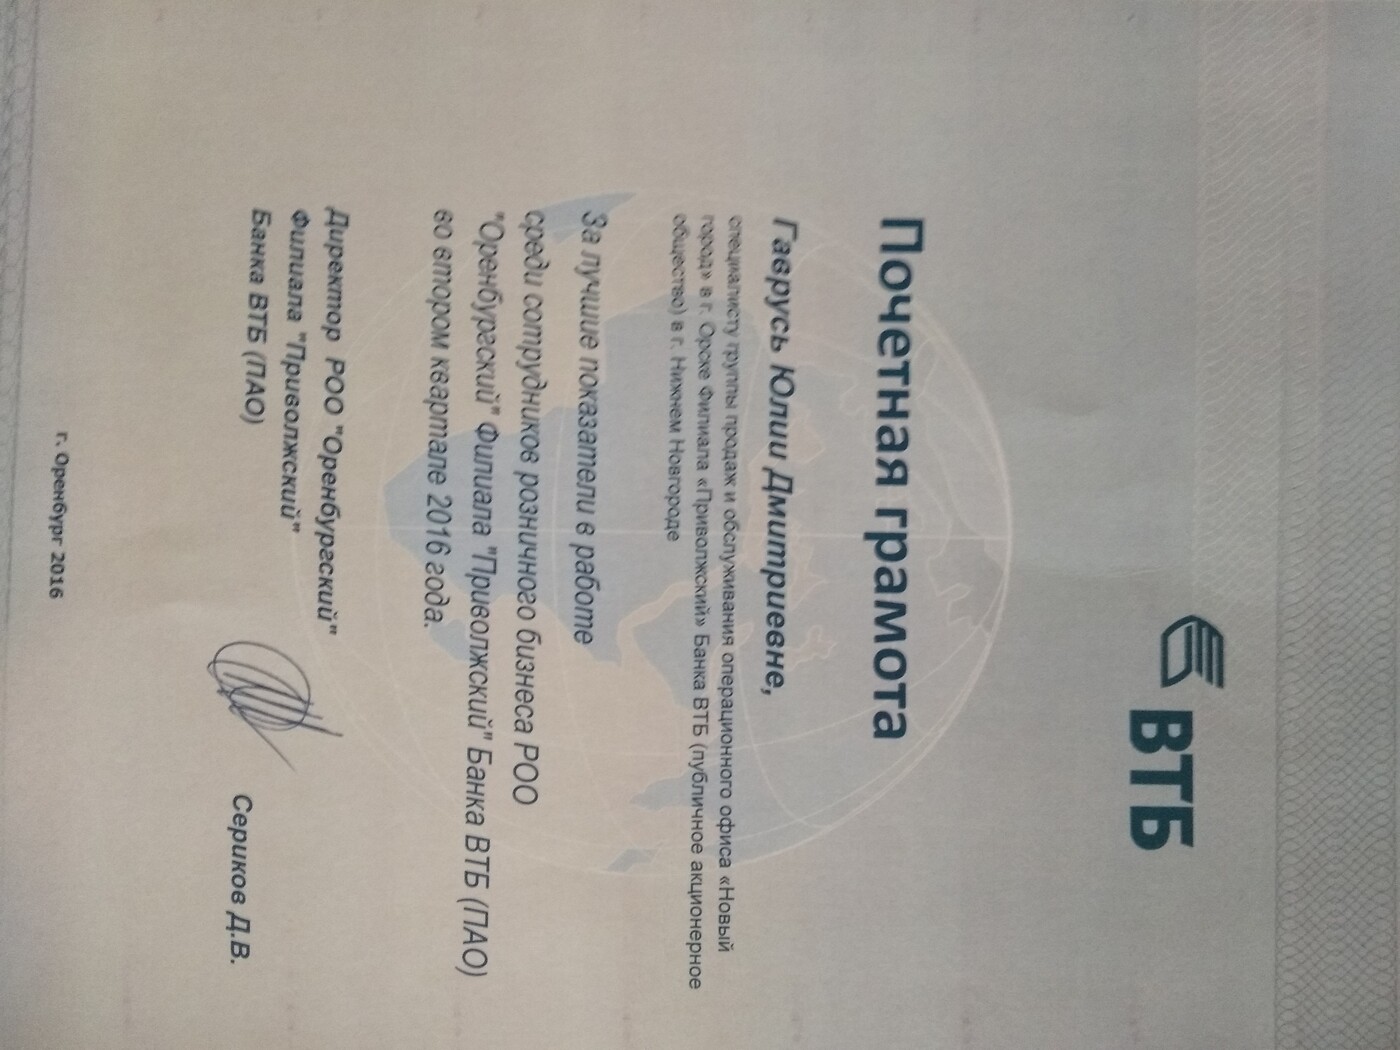 ВТБ
Почетная грамота
Гаврусь Юлии Дмитриевне,
специалисту группы продаж и обслуживания операционного офиса «Новый
город» в г. Орске Филиала «Приволжский» Банка ВТБ (публичное акционерное
общество) в г. Нижнем Новгороде
За лучшие показатели в работе
среди сотрудников розничного бизнеса РОО
"Оренбургский" Филиала "Приволжский" Банка ВТБ (ПАО)
во втором квартале 2016 года.
Директор РОО "Оренбургский"
Филиала "Приволжский"
Банка ВТБ (ПАО)
Сериков Д.В.
г. Оренбург 2016